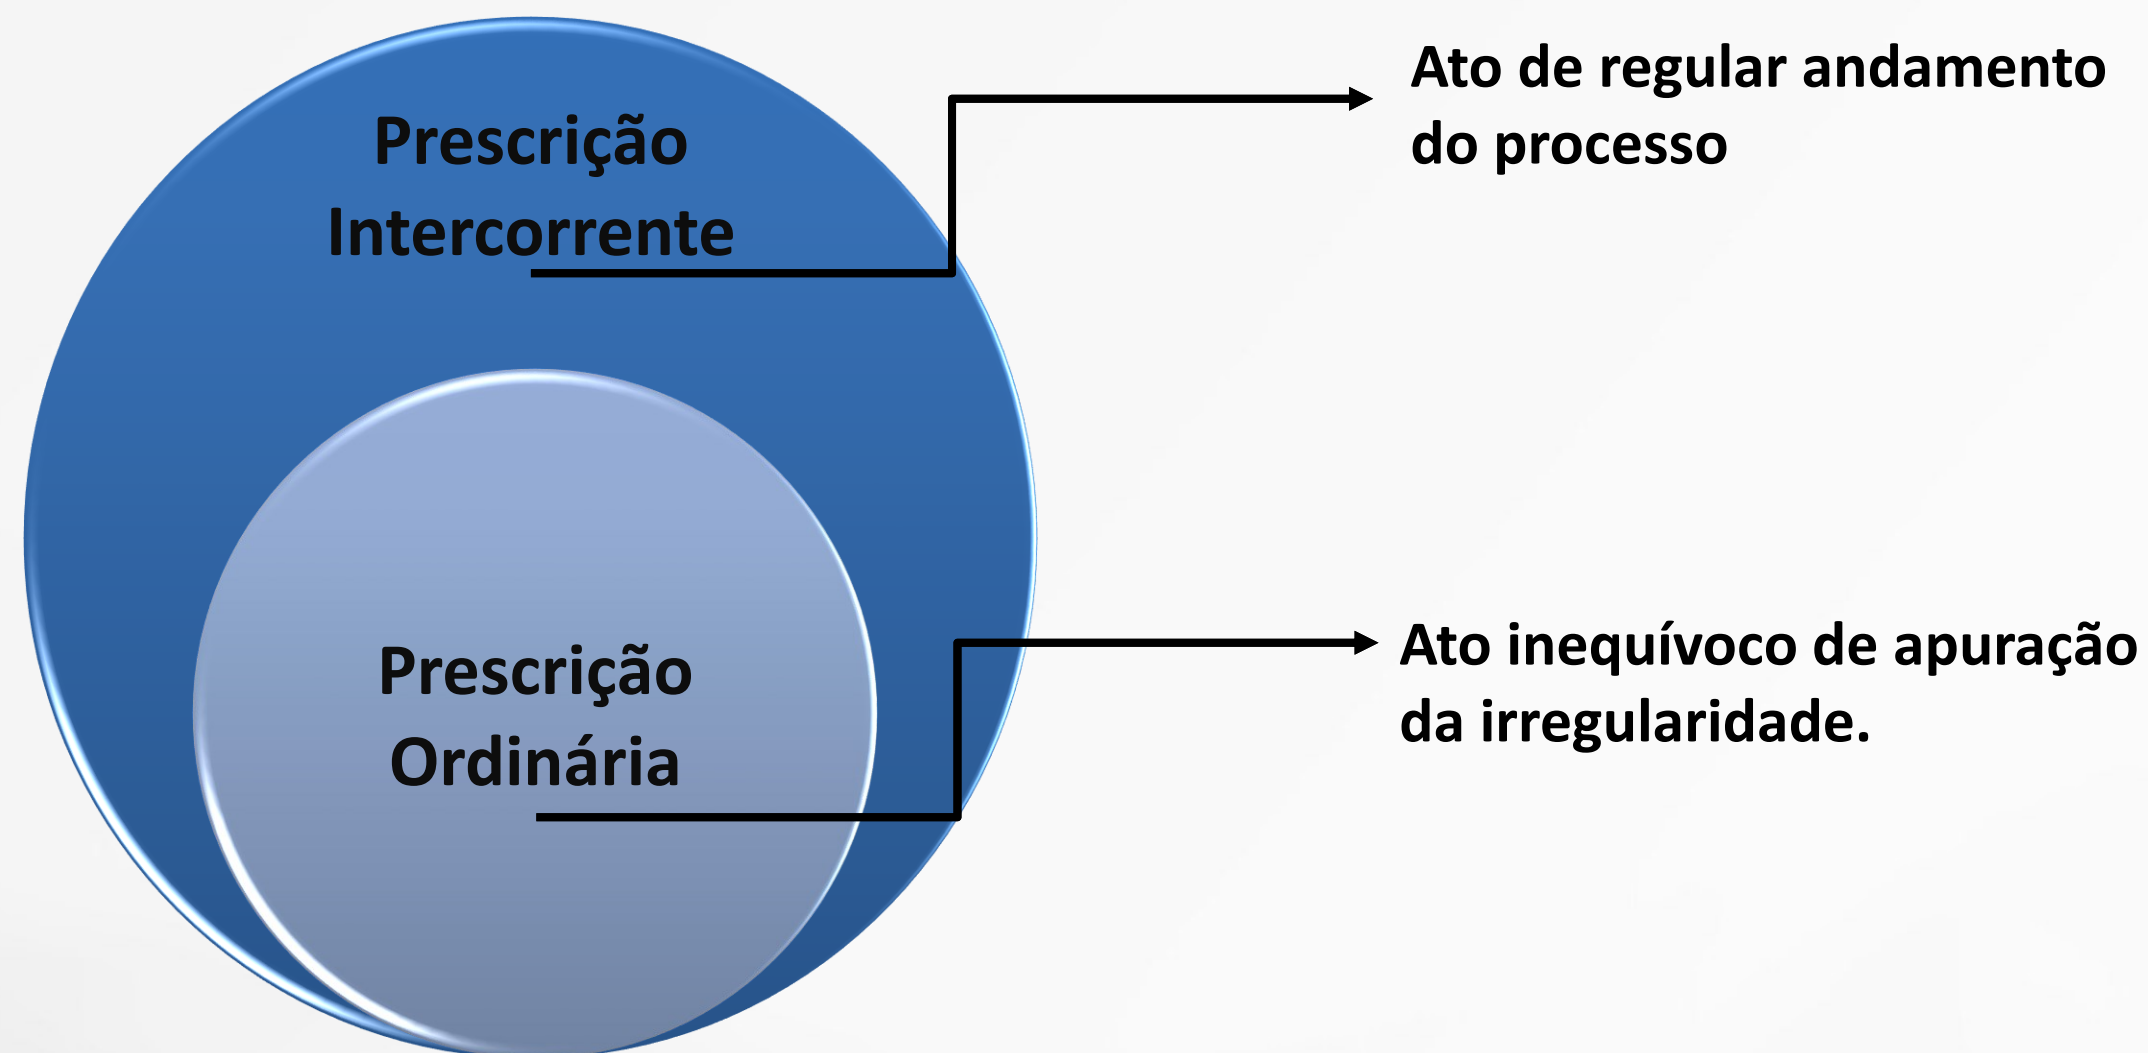 Prescrição
Intercorrente
Ato de regular andamento
do processo
Prescrição
Ordinária
Ato inequívoco de apuração
da irregularidade.